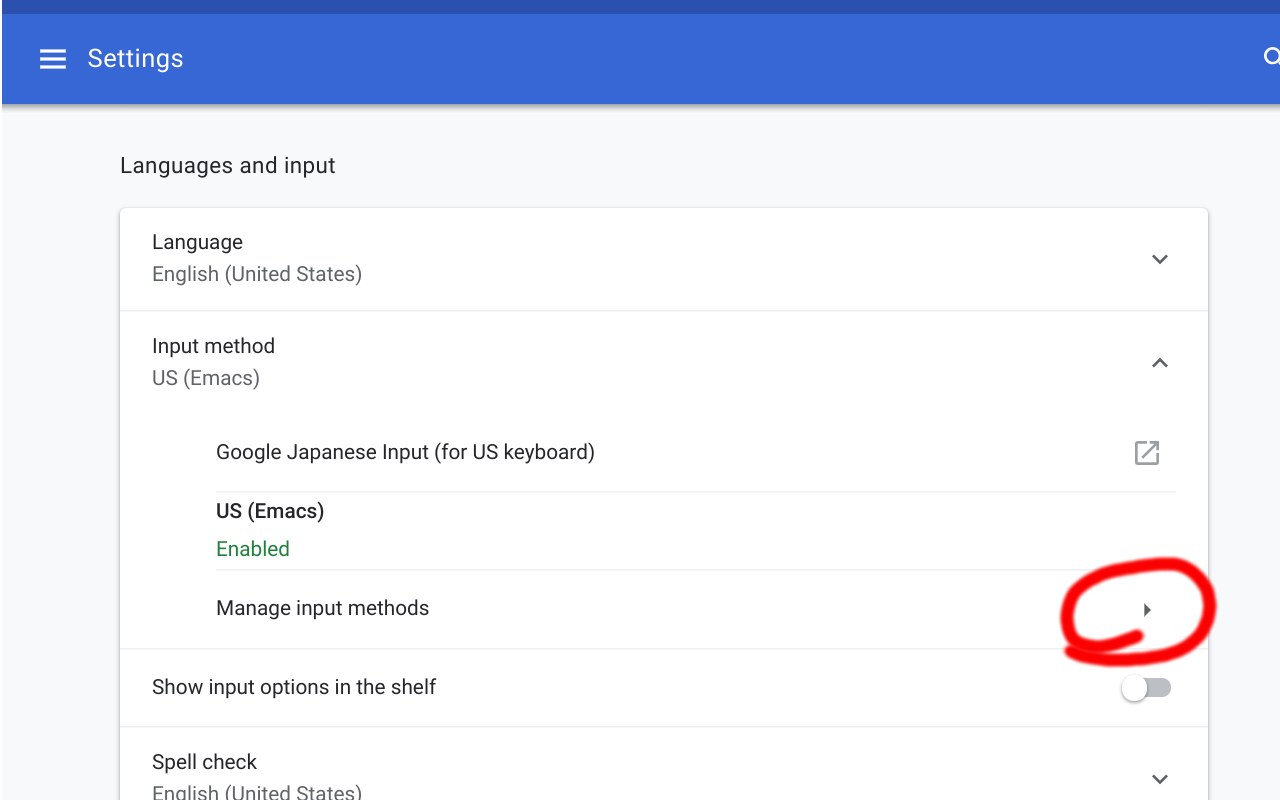 Settings
Languages and input
Language
English (United States)
Input method
US (Emacs)
Google Japanese Input (for US keyboard)
US (Emacs)
Enabled
Manage input methods
Show input options in the shelf
Spell check
English (United States)